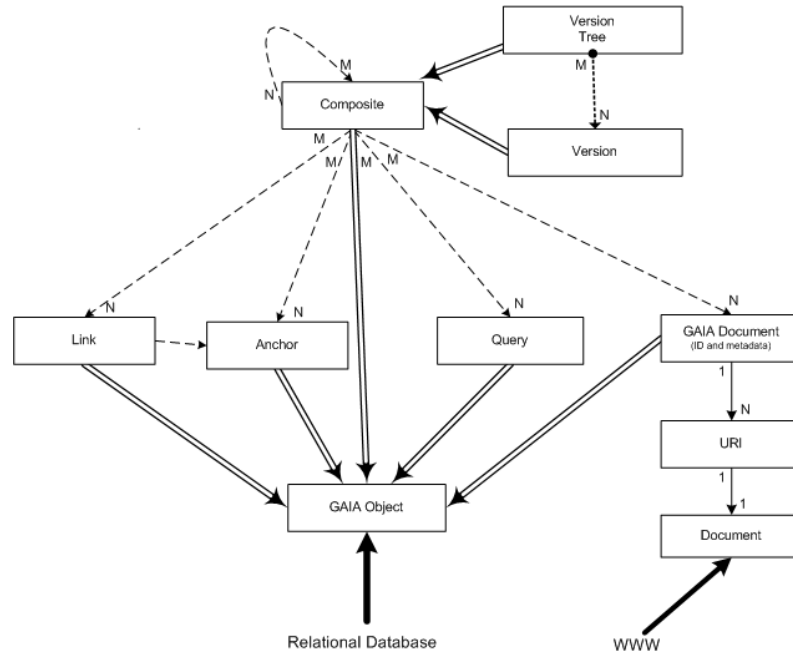 Version
Tree
M
M
N
Composite
N
Version
M
M
M
M
N
N
N
N
Link
Anchor
Query
GAIA Document
(ID and metadata)
1
N
URI
1
1
GAIA Object
Document
Relational Database
WWW